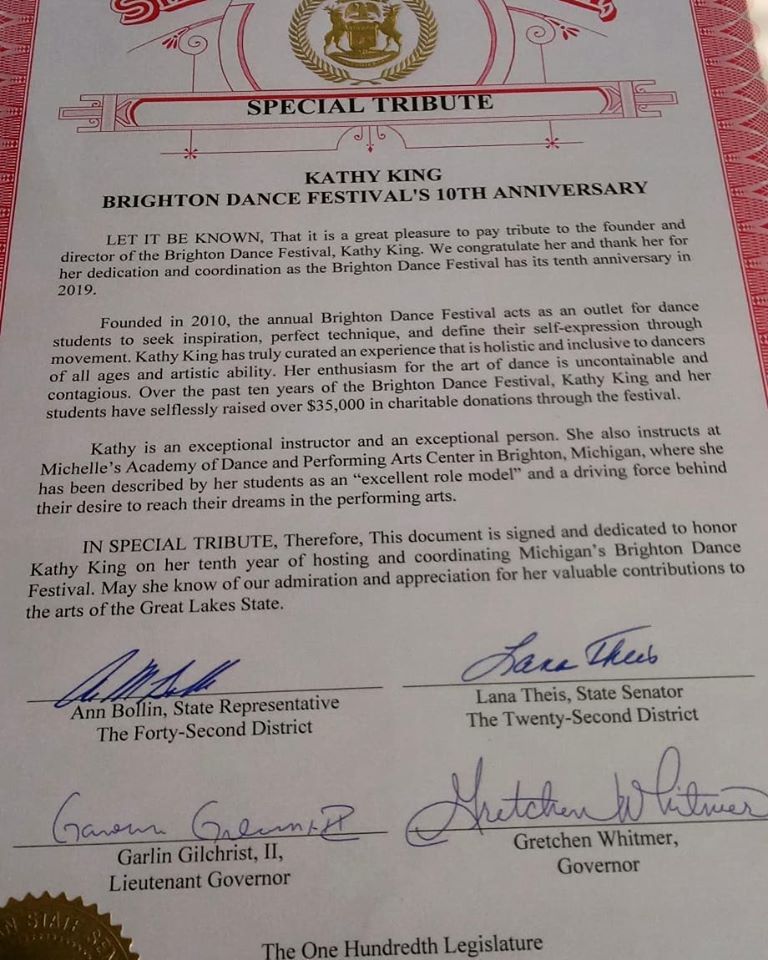 SPECIAL TRIBUTE
KATHY KING
BRIGHTON DANCE FESTIVAL'S 10TH ANNIVERSARY
LET IT BE KNOWN, That it is a great pleasure to pay tribute to the founder and
director of the Brighton Dance Festival, Kathy King. We congratulate her and thank her for
her dedication and coordination as the Brighton Dance Festival has its tenth anniversary in
2019.
Founded in 2010, the annual Brighton Dance Festival acts as an outlet for dance
students to seek inspiration, perfect technique, and define their self-expression through
movement. Kathy King has truly curated an experience that is holistic and inclusive to dancers
of all ages and artistic ability. Her enthusiasm for the art of dance is uncontainable and
contagious. Over the past ten years of the Brighton Dance Festival, Kathy King and her
students have selflessly raised over $35,000 in charitable donations through the festival.
Kathy is an exceptional instructor and an exceptional person. She also instructs at
Michelle's Academy of Dance and Performing Arts Center in Brighton, Michigan, where she
has been described by her students as an “excellent role model” and a driving force behind
their desire to reach their dreams in the performing arts.
IN SPECIAL TRIBUTE, Therefore, This document is signed and dedicated to honor
Kathy King on her tenth year of hosting and coordinating Michigan's Brighton Dance
Festival. May she know of our admiration and appreciation for her valuable contributions to
the arts of the Great Lakes State.
Lana Theis
Ann Bollin, State Representative
The Forty-Second District
Lana Theis, State Senator
The Twenty-Second District
Gretchen Whitmer
Garlin Gilchrist, II,
Lieutenant Governor
Gretchen Whitmer,
Governor
The One Hundredth Legislature